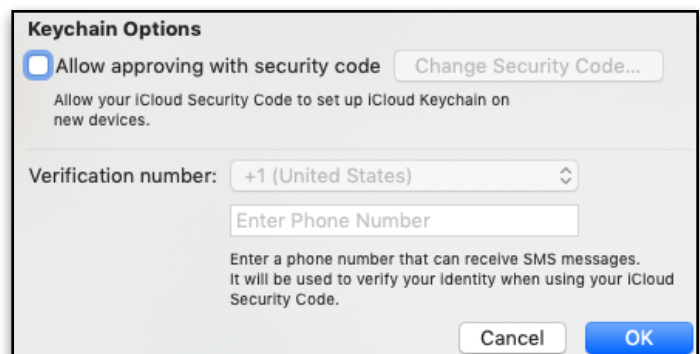 Keychain Options
Allow approving with security code Change Security Code...
Allow your iCloud Security Code to set up iCloud Keychain on
new devices.
Verification number: +1 (United States)
Enter Phone Number
Enter a phone number that can receive SMS messages.
It will be used to verify your identity when using your iCloud
Security Code.
Cancel OK